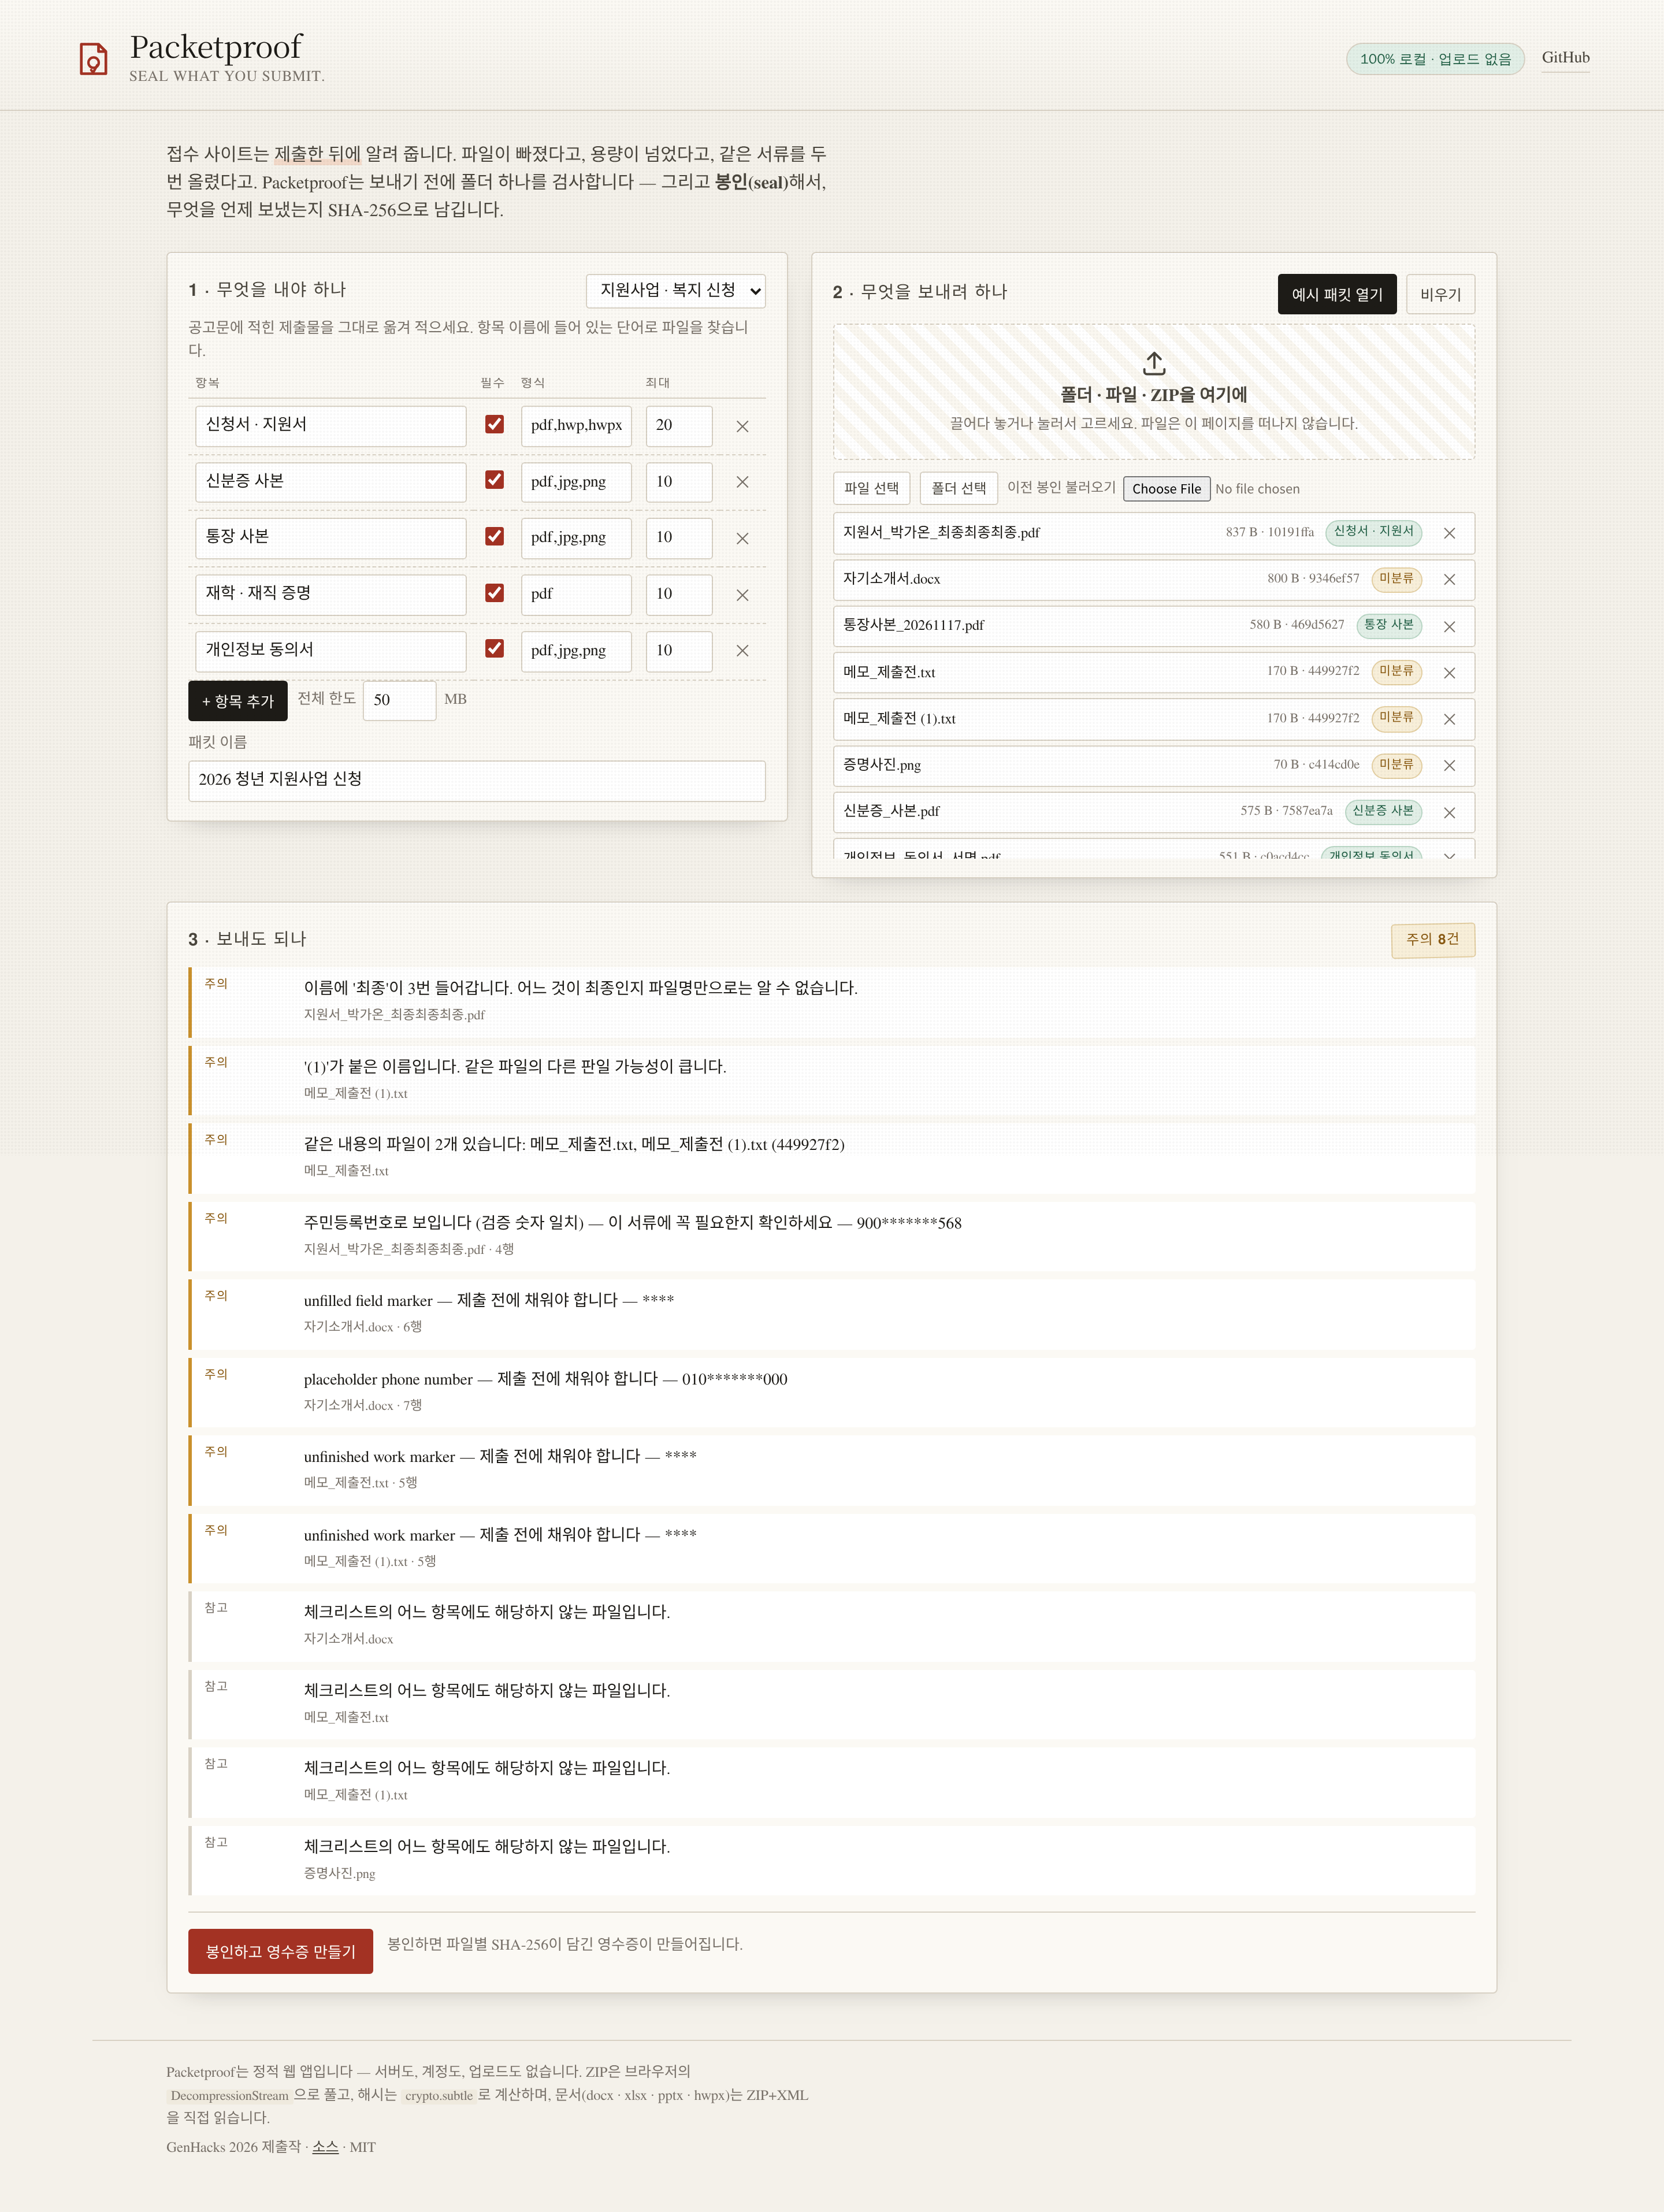 Packetproof
SEAL WHAT YOU SUBMIT.
100% 로컬 · 업로드 없음
GitHub
접수 사이트는 제출한 뒤에 알려 줍니다. 파일이 빠졌다고, 용량이 넘었다고, 같은 서류를 두
번 올렸다고. Packetproof는 보내기 전에 폴더 하나를 검사합니다 — 그리고 봉인(seal)해서,
무엇을 언제 보냈는지 SHA-256으로 남깁니다.
1 · 무엇을 내야 하나
지원사업 · 복지 신청
공고문에 적힌 제출물을 그대로 옮겨 적으세요. 항목 이름에 들어 있는 단어로 파일을 찾습니
다.
항목 필수 형식 최대
신청서 · 지원서 pdf,hwp,hwpx 20
신분증 사본 pdf,jpg,png 10
통장 사본 pdf,jpg,png 10
재학 · 재직 증명 pdf 10
개인정보 동의서 pdf,jpg,png 10
+ 항목 추가 전체 한도 50 MB
패킷 이름
2026 청년 지원사업 신청
2 · 무엇을 보내려 하나
예시 패킷 열기 비우기
폴더 · 파일 · ZIP을 여기에
끌어다 놓거나 눌러서 고르세요. 파일은 이 페이지를 떠나지 않습니다.
파일 선택 폴더 선택 이전 봉인 불러오기 Choose File No file chosen
지원서_박가온_최종최종최종.pdf 837 B · 10191ffa 신청서 · 지원서
자기소개서.docx 800 B · 9346ef57 미분류
통장사본_20261117.pdf 580 B · 469d5627 통장 사본
메모_제출전.txt 170 B · 449927f2 미분류
메모_제출전 (1).txt 170 B · 449927f2 미분류
증명사진.png 70 B · c414cd0e 미분류
신분증_사본.pdf 575 B · 7587ea7a 신분증 사본
개인정보_동의서_서명.pdf 551 B · c0acd4cc 개인정보 동의서
3 · 보내도 되나
주의 8건
주의 이름에 '최종'이 3번 들어갑니다. 어느 것이 최종인지 파일명만으로는 알 수 없습니다.
지원서_박가온_최종최종최종.pdf
주의 '(1)'가 붙은 이름입니다. 같은 파일의 다른 판일 가능성이 큽니다.
메모_제출전 (1).txt
주의 같은 내용의 파일이 2개 있습니다: 메모_제출전.txt, 메모_제출전 (1).txt (449927f2)
메모_제출전.txt
주의 주민등록번호로 보입니다 (검증 숫자 일치) — 이 서류에 꼭 필요한지 확인하세요 — 900*******568
지원서_박가온_최종최종최종.pdf · 4행
주의 unfilled field marker — 제출 전에 채워야 합니다 — ****
자기소개서.docx · 6행
주의 placeholder phone number — 제출 전에 채워야 합니다 — 010*******000
자기소개서.docx · 7행
주의 unfinished work marker — 제출 전에 채워야 합니다 — ****
메모_제출전.txt · 5행
주의 unfinished work marker — 제출 전에 채워야 합니다 — ****
메모_제출전 (1).txt · 5행
참고 체크리스트의 어느 항목에도 해당하지 않는 파일입니다.
자기소개서.docx
참고 체크리스트의 어느 항목에도 해당하지 않는 파일입니다.
메모_제출전.txt
참고 체크리스트의 어느 항목에도 해당하지 않는 파일입니다.
메모_제출전 (1).txt
참고 체크리스트의 어느 항목에도 해당하지 않는 파일입니다.
증명사진.png
봉인하고 영수증 만들기 봉인하면 파일별 SHA-256이 담긴 영수증이 만들어집니다.
Packetproof는 정적 웹 앱입니다 — 서버도, 계정도, 업로드도 없습니다. ZIP은 브라우저의
DecompressionStream으로 풀고, 해시는 crypto.subtle로 계산하며, 문서(docx · xlsx · pptx · hwpx)는 ZIP+XML
을 직접 읽습니다.
GenHacks 2026 제출작 · 소스 · MIT